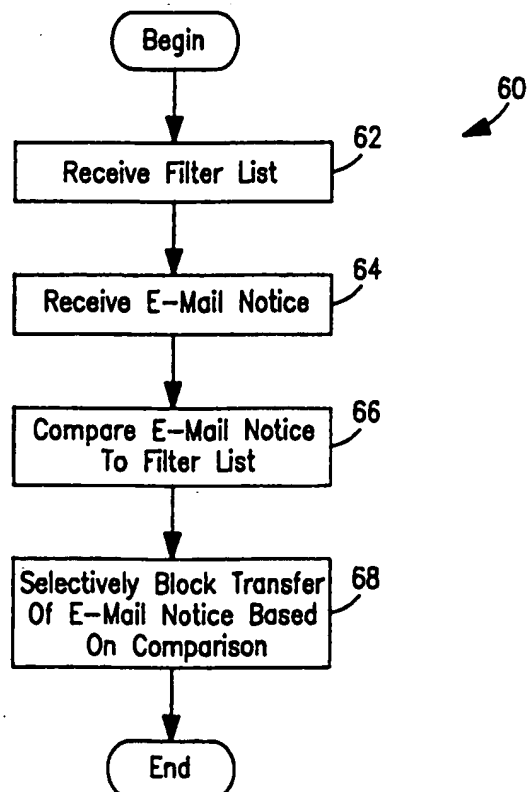 Begin
60
62
Receive Filter List
64
Receive E-Mail Notice
66
Compare E-Mail Notice
To Filter List
68
Selectively Block Transfer
Of E-Mail Notice Based
On Comparison
End